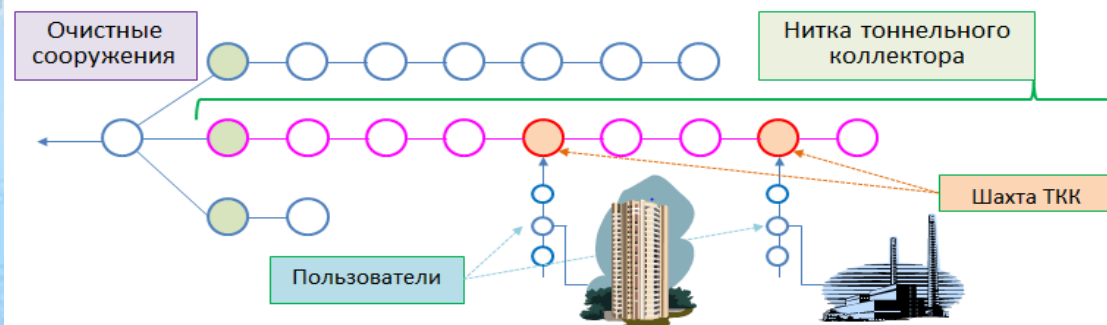 Очистные
сооружения
Нитка тоннельного
коллектора
Шахта ТКК
Пользователи